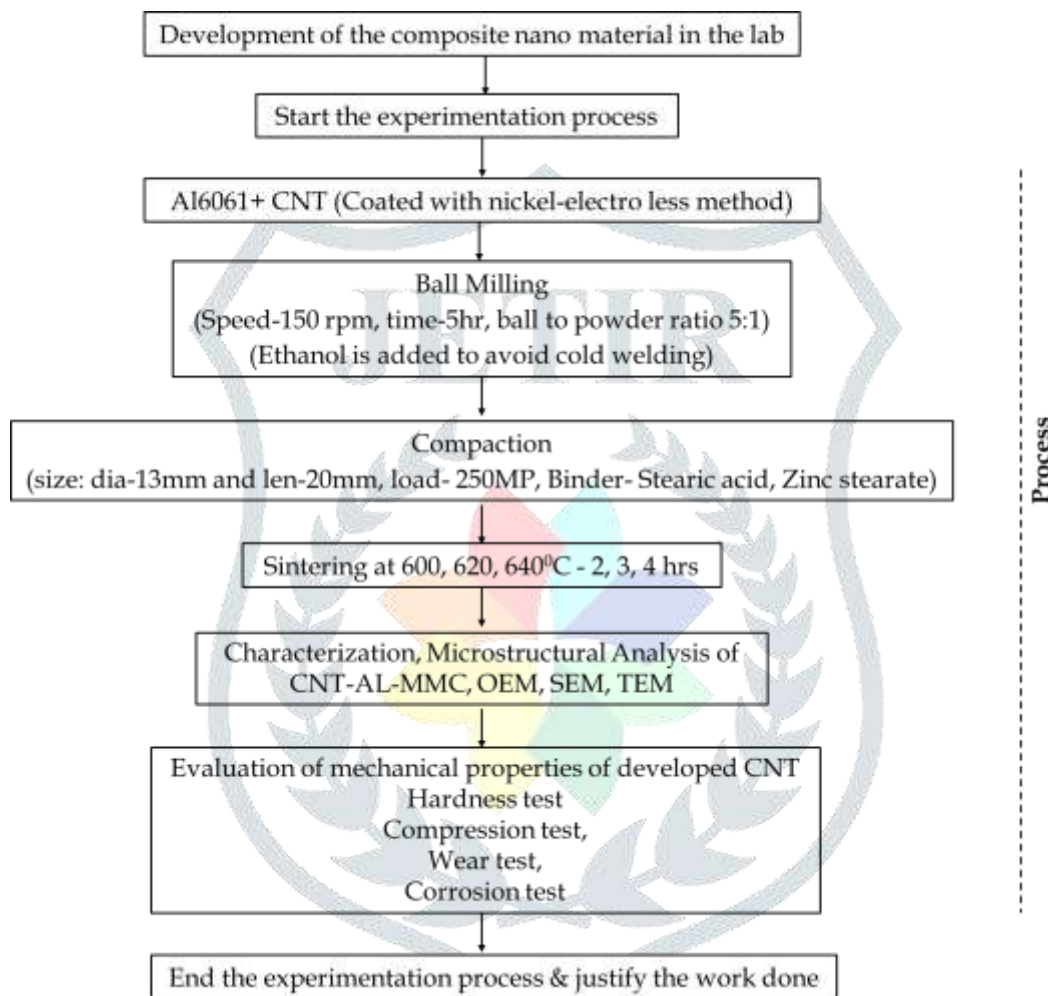 Development of the composite nano material in the lab
Start the experimentation process
Al6061+ CNT (Coated with nickel-electro less method)
Ball Milling
(Speed-150 rpm, time-5hr, ball to powder ratio 5:1)
(Ethanol is added to avoid cold welding)
Compaction
(size: dia-13mm and len-20mm, load- 250MP, Binder- Stearic acid, Zinc stearate)
Sintering at 600, 620, 640⁰C - 2, 3, 4 hrs
Characterization, Microstructural Analysis of
CNT-AL-MMC, OEM, SEM, TEM
Evaluation of mechanical properties of developed CNT
Hardness test
Compression test,
Wear test,
Corrosion test
End the experimentation process & justify the work done
Process
JETIR